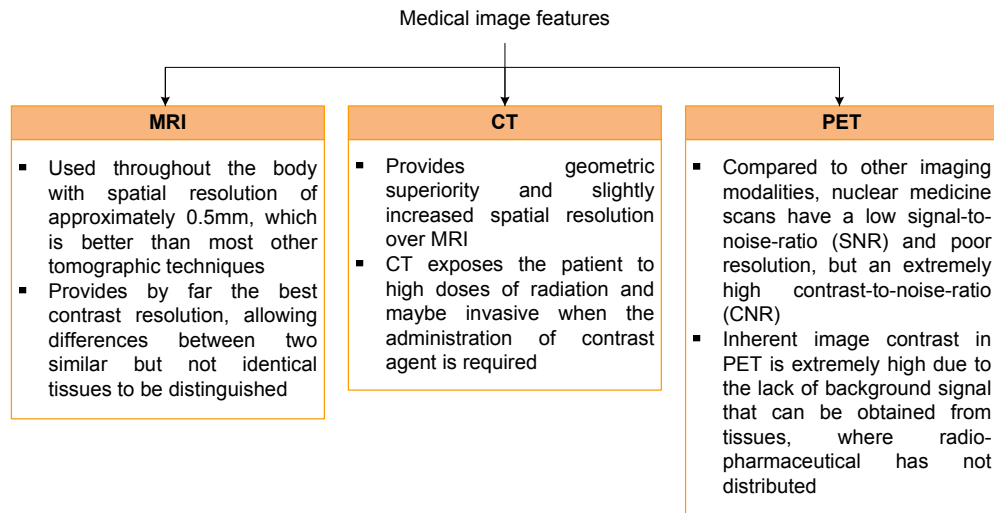 Medical image features
MRI
▪ Used throughout the body
with spatial resolution of
approximately 0.5mm, which
is better than most other
tomographic techniques
▪ Provides by far the best
contrast resolution, allowing
differences between two
similar but not identical
tissues to be distinguished
CT
▪ Provides geometric
superiority and slightly
increased spatial resolution
over MRI
▪ CT exposes the patient to
high doses of radiation and
maybe invasive when the
administration of contrast
agent is required
PET
▪ Compared to other imaging
modalities, nuclear medicine
scans have a low signal-to-
noise-ratio (SNR) and poor
resolution, but an extremely
high contrast-to-noise-ratio
(CNR)
▪ Inherent image contrast in
PET is extremely high due to
the lack of background signal
that can be obtained from
tissues, where radio-
pharmaceutical has not
distributed